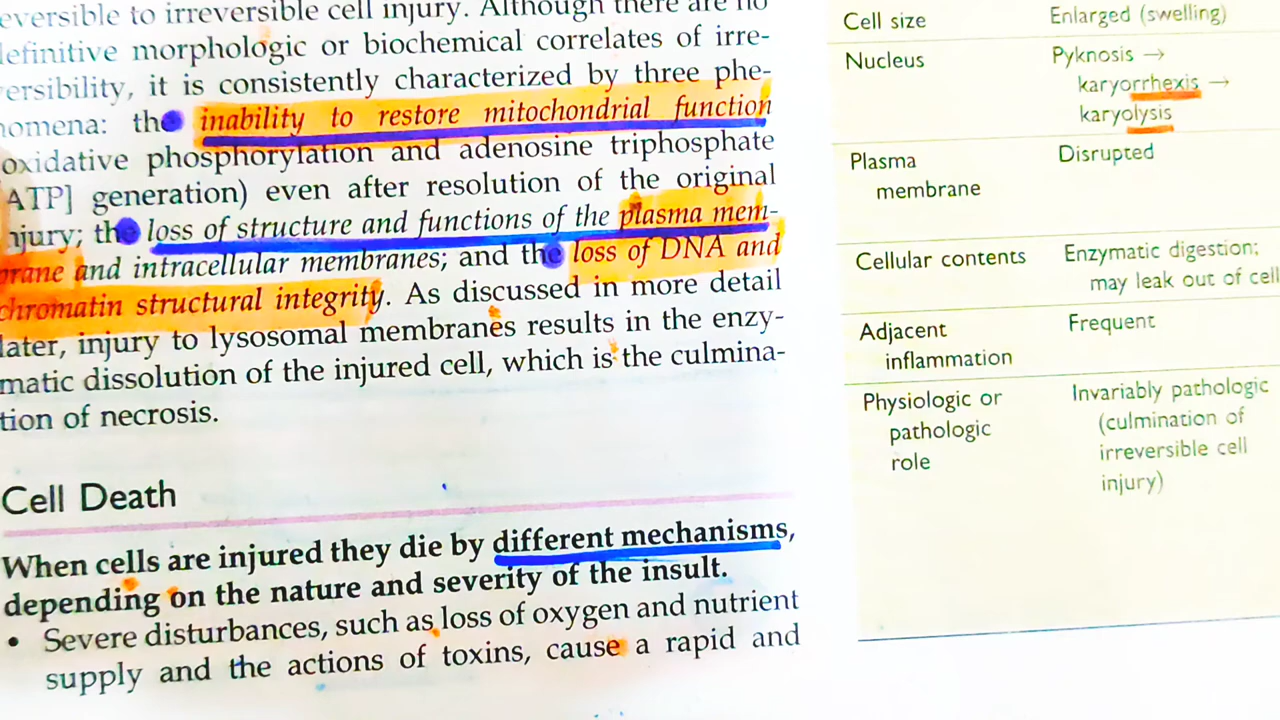 eversible to irreversible cell injury. Although there are no
definitive morphologic or biochemical correlates of irre-
versibility, it is consistently characterized by three phe-
nomena: the inability to restore mitochondrial function
oxidative phosphorylation and adenosine triphosphate
ATP] generation) even after resolution of the original
njury; the loss of structure and functions of the plasma mem-
brane and intracellular membranes; and the loss of DNA and
chromatin structural integrity. As discussed in more detail
later, injury to lysosomal membranes results in the enzy-
matic dissolution of the injured cell, which is the culmina-
tion of necrosis.
Cell Death
When cells are injured they die by different mechanisms,
depending on the nature and severity of the insult.
• Severe disturbances, such as loss of oxygen and nutrient
supply and the actions of toxins, cause a rapid and
Cell size Enlarged (swelling)
Nucleus Pyknosis →
karyorrhexis →
karyolysis
Plasma Disrupted
membrane
Cellular contents Enzymatic digestion;
may leak out of cell
Adjacent Frequent
inflammation
Physiologic or Invariably pathologic
pathologic (culmination of
role irreversible cell
injury)